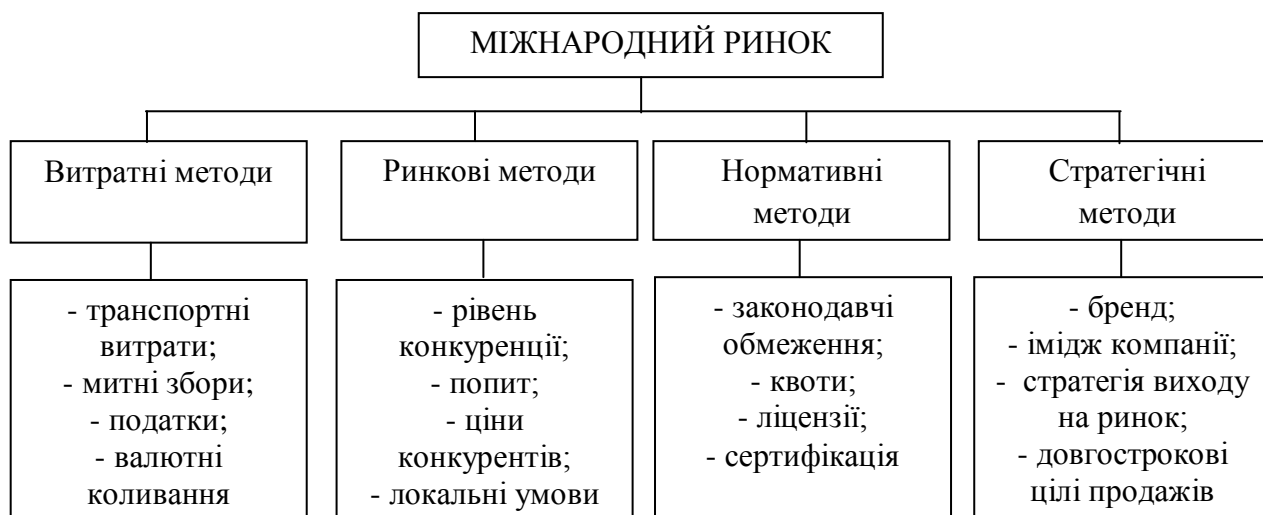 МІЖНАРОДНИЙ РИНОК
Витратні методи
Ринкові методи
Нормативні
методи
Стратегічні
методи
- транспортні
витрати;
- митні збори;
- податки;
- валютні
коливання
- рівень
конкуренції;
- попит;
- ціни
конкурентів;
- локальні умови
- законодавчі
обмеження;
- квоти;
- ліцензії;
- сертифікація
- бренд;
- імідж компанії;
- стратегія виходу
на ринок;
- довгострокові
цілі продажів